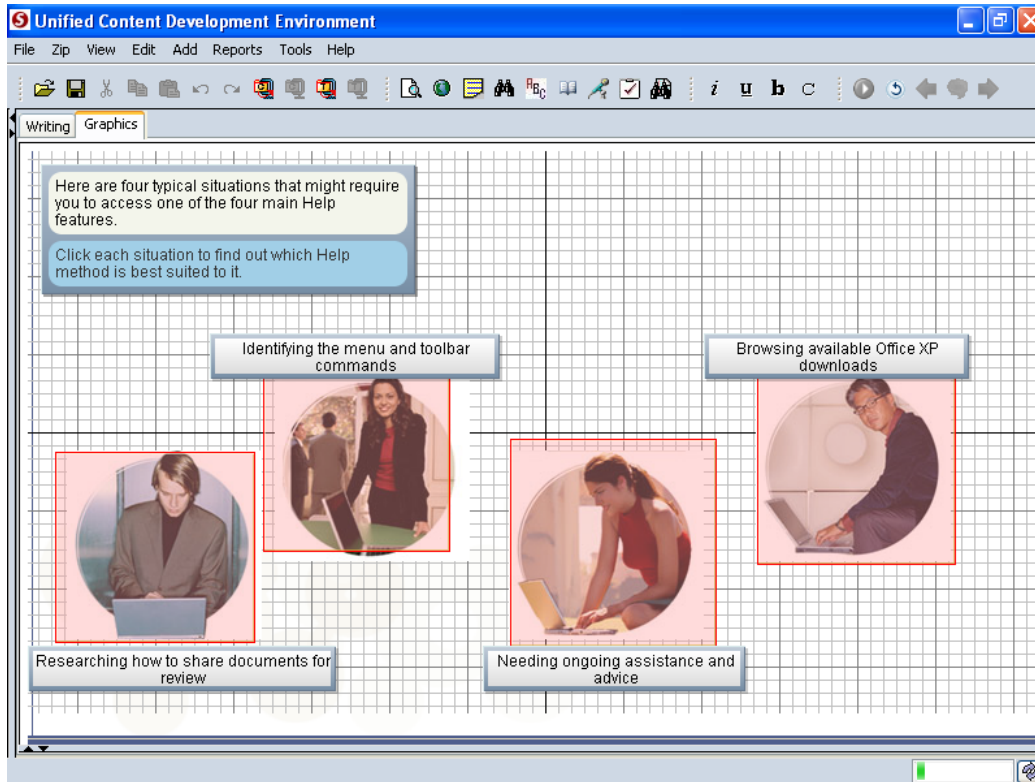 Unified Content Development Environment
File Zip View Edit Add Reports Tools Help
ABC i u b C
Writing Graphics
Here are four typical situations that might require
you to access one of the four main Help
features.
Click each situation to find out which Help
method is best suited to it.
Identifying the menu and toolbar
commands
Browsing available Office XP
downloads
Researching how to share documents for
review
Needing ongoing assistance and
advice